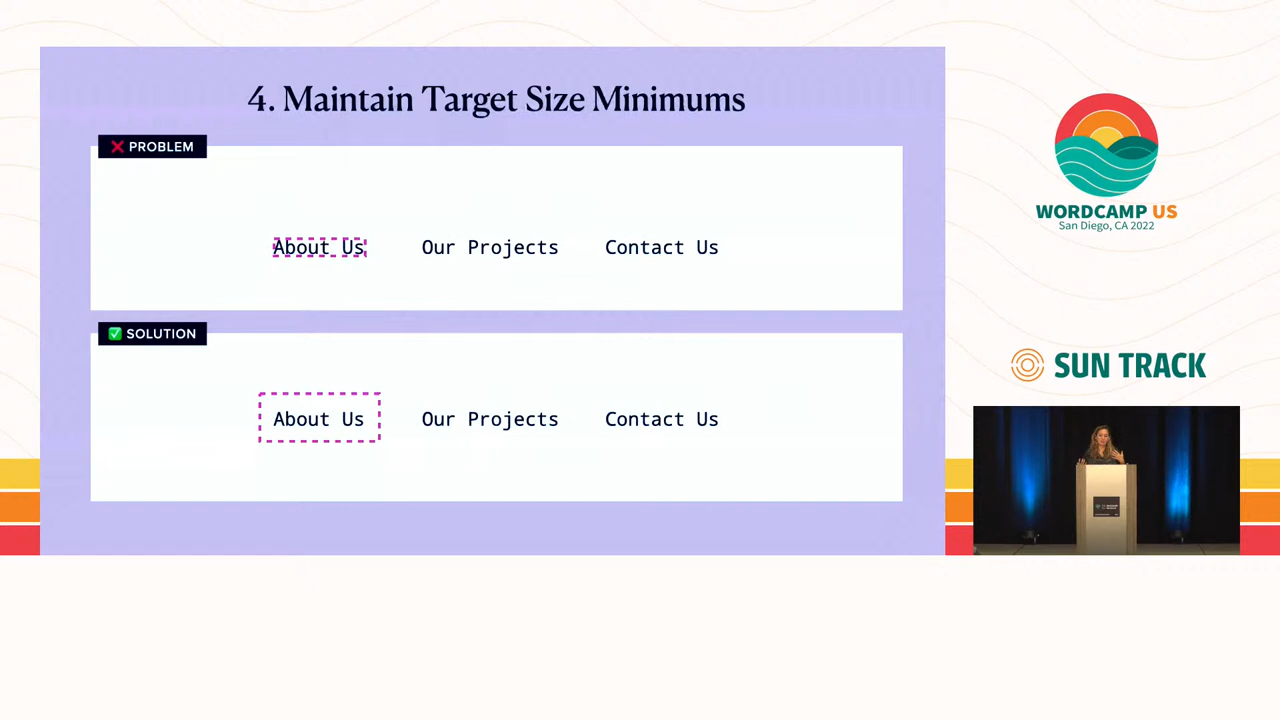 4. Maintain Target Size Minimums
❌ PROBLEM
About Us Our Projects Contact Us
✅ SOLUTION
About Us Our Projects Contact Us
WORDCAMP US
San Diego, CA 2022
SUN TRACK